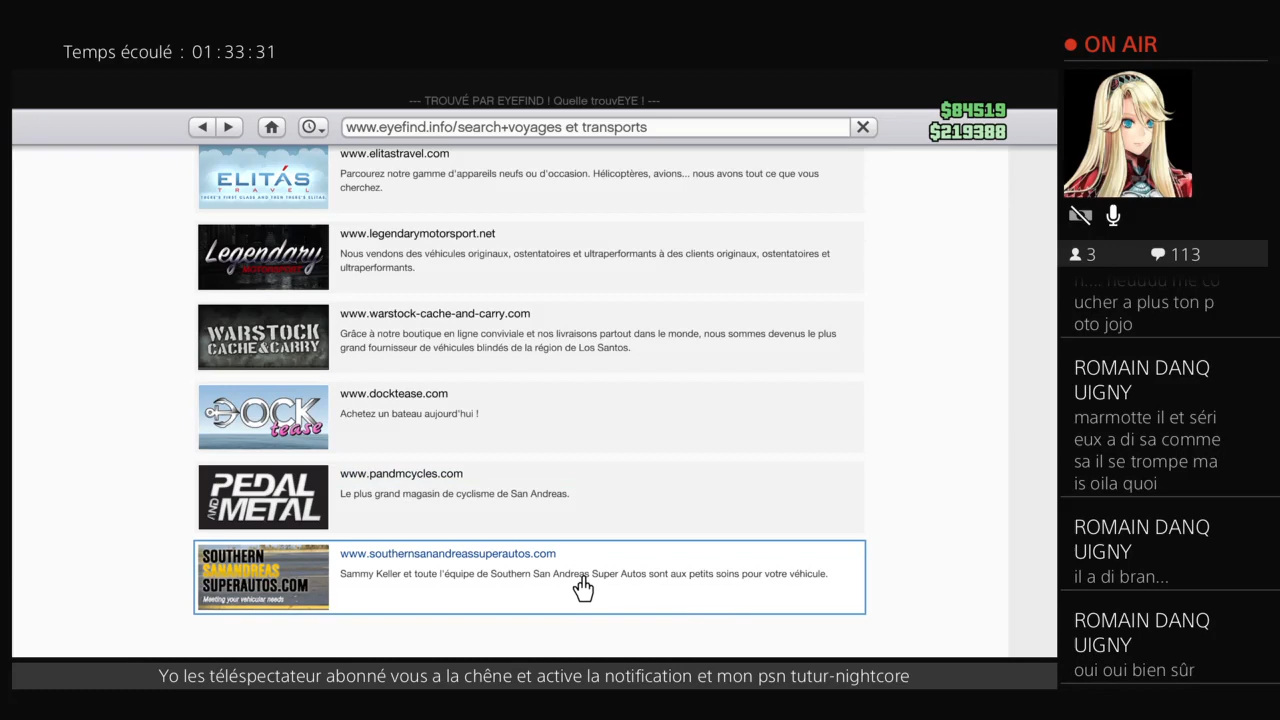 Temps écoulé : 01:33:31
ON AIR
--- TROUVÉ PAR EYEFIND ! Quelle trouvEYE ! ---
www.eyefind.info/search+voyages et transports
$84519
$219388
ELITÁS
TRAVEL
THERE'S FIRST CLASS AND THEN THERE'S ELITAS
www.elitastravel.com
Parcourez notre gamme d'appareils neufs ou d'occasion. Hélicoptères, avions... nous avons tout ce que vous
cherchez.
Legendary
MOTORSPORT
www.legendarymotorsport.net
Nous vendons des véhicules originaux, ostentatoires et ultraperformants à des clients originaux, ostentatoires et
ultraperformants.
WARSTOCK
CACHE&CARRY
www.warstock-cache-and-carry.com
Grâce à notre boutique en ligne conviviale et nos livraisons partout dans le monde, nous sommes devenus le plus
grand fournisseur de véhicules blindés de la région de Los Santos.
DOCK
tease
www.docktease.com
Achetez un bateau aujourd'hui !
PEDAL
AND METAL
www.pandmcycles.com
Le plus grand magasin de cyclisme de San Andreas.
SOUTHERN
SANANDREAS
SUPERAUTOS.COM
Meeting your vehicular needs
www.southernsanandreassuperautos.com
Sammy Keller et toute l'équipe de Southern San Andreas Super Autos sont aux petits soins pour votre véhicule.
3
113
ucher a plus ton p
oto jojo
ROMAIN DANQ
UIGNY
marmotte il et séri
eux a di sa comme
sa il se trompe ma
is oila quoi
ROMAIN DANQ
UIGNY
il a di bran...
ROMAIN DANQ
UIGNY
oui oui bien sûr
Yo les téléspectateur abonné vous a la chêne et active la notification et mon psn tutur-nightcore